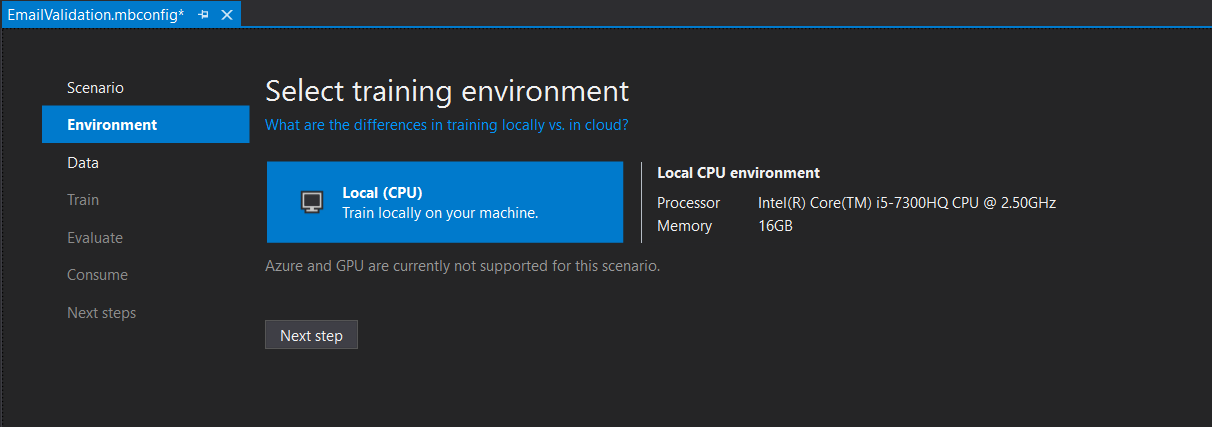 EmailValidation.mbconfig*
Scenario
Environment
Data
Train
Evaluate
Consume
Next steps
Select training environment
What are the differences in training locally vs. in cloud?
Local (CPU)
Train locally on your machine.
Local CPU environment
Processor Intel(R) Core(TM) i5-7300HQ CPU @ 2.50GHz
Memory 16GB
Azure and GPU are currently not supported for this scenario.
Next step